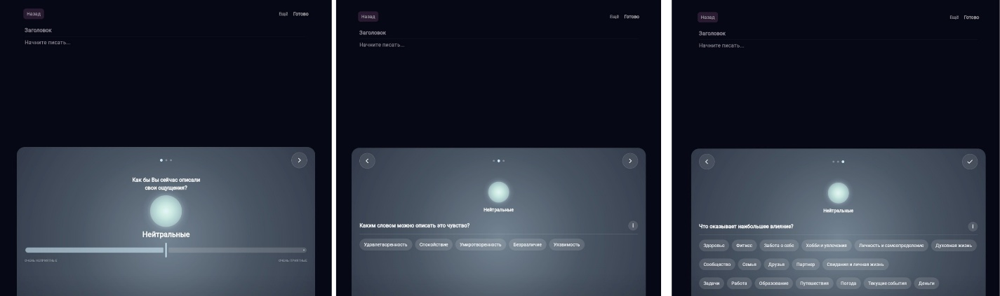 Назад
Ещё Готово
Заголовок
Начните писать...
Как бы Вы сейчас описали
свои ощущения?
Нейтральные
ОЧЕНЬ НЕПРИЯТНЫЕ
ОЧЕНЬ ПРИЯТНЫЕ
Назад
Ещё Готово
Заголовок
Начните писать...
Нейтральные
Каким словом можно описать это чувство?
i
Удовлетворенность Спокойствие Умиротворенность Безразличие Уязвимость
Назад
Ещё Готово
Заголовок
Начните писать...
Нейтральные
Что оказывает наибольшее влияние?
i
Здоровье Фитнес Забота о себе Хобби и увлечения Личность и самоопределение Духовная жизнь
Сообщество Семья Друзья Партнер Свидания и личная жизнь
Задачи Работа Образование Путешествия Погода Текущие события Деньги